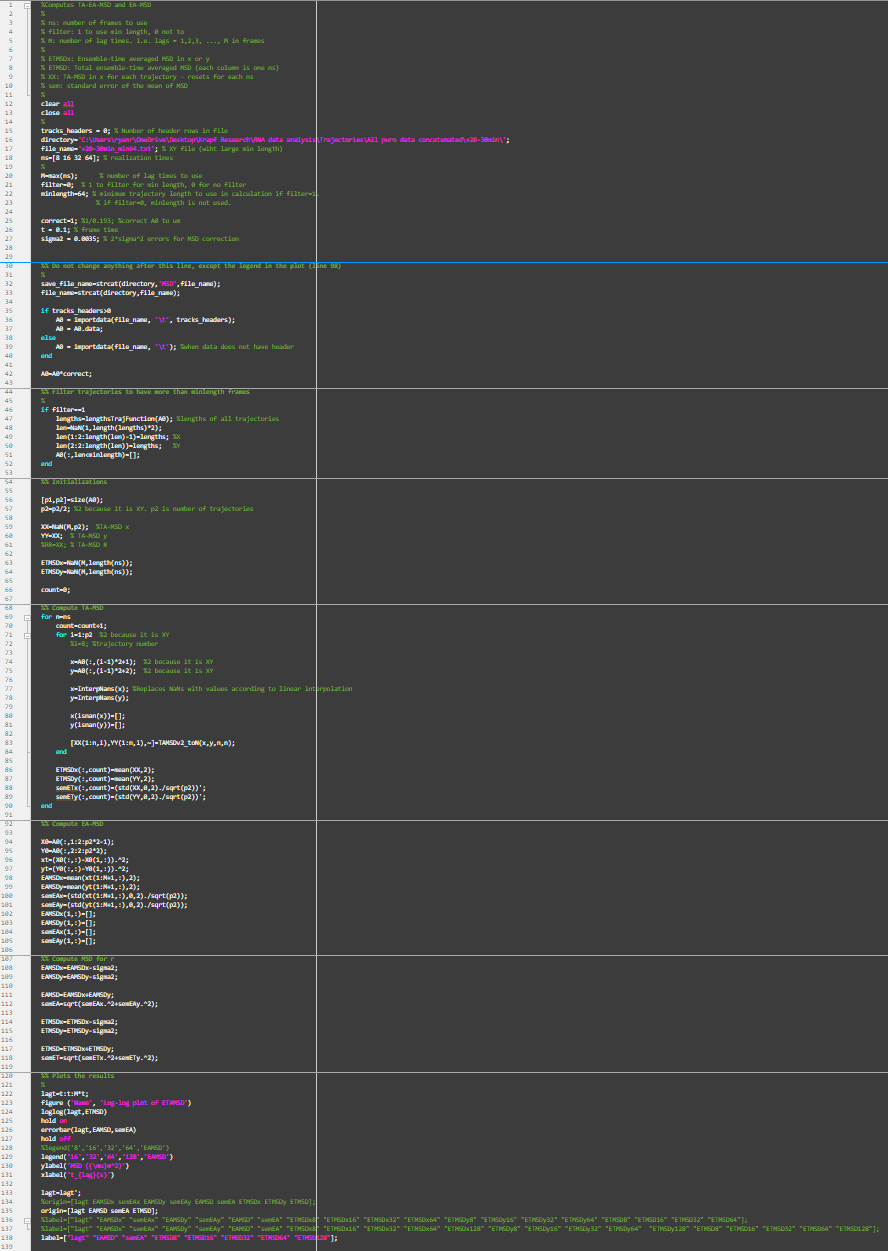 1 %Computes TA-EA-MSD and EA-MSD
2 %
3 % ns: number of frames to use
4 % filter: 1 to use min length, 0 not to
5 % M: number of lag times. i.e. lags = 1,2,3, ..., M in frames
6 %
7 % ETMSDx: Ensemble-time averaged MSD in x or y
8 % ETMSD: Total ensemble-time averaged MSD (each column is one ns)
9 % XX: TA-MSD in x for each trajectory - resets for each ns
10 % sem: standard error of the mean of MSD
11 %
12 clear all
13 close all
14 %
15 tracks_headers = 0; % Number of header rows in file
16 directory='C:\Users\ryanr\OneDrive\Desktop\Krapf Research\RNA data analysis\Trajectories\All puro data concatenated\+20-30min\';
17 file_name='+20-30min_min64.txt'; % XY file (wiht large min length)
18 ns=[8 16 32 64]; % realization times
19 %
20 M=max(ns); % number of lag times to use
21 filter=0; % 1 to filter for min length, 0 for no filter
22 minlength=64; % minimum trajectory length to use in calculation if filter=1.
23 % if filter=0, minlength is not used.
24
25 correct=1; %1/0.193; %correct A0 to um
26 t = 0.1; % frame time
27 sigma2 = 0.0035; % 2*sigma^2 errors for MSD correction
28
29
30 %% Do not change anything after this line, except the legend in the plot (line 98)
31 %
32 save_file_name=strcat(directory,'MSD',file_name);
33 file_name=strcat(directory,file_name);
34
35 if tracks_headers>0
36 A0 = importdata(file_name, '\t', tracks_headers);
37 A0 = A0.data;
38 else
39 A0 = importdata(file_name, '\t'); %when data does not have header
40 end
41
42 A0=A0*correct;
43
44 %% Filter trajectories to have more than minlength frames
45 %
46 if filter==1
47 lengths=lengthsTrajFunction(A0); %lengths of all trajectories
48 len=NaN(1,length(lengths)*2);
49 len(1:2:length(len)-1)=lengths; %X
50 len(2:2:length(len))=lengths; %Y
51 A0(:,len<minlength)=[];
52 end
53
54 %% Initializations
55
56 [p1,p2]=size(A0);
57 p2=p2/2; %2 because it is XY. p2 is number of trajectories
58
59 XX=NaN(M,p2); %TA-MSD x
60 YY=XX; % TA-MSD y
61 %RR=XX; % TA-MSD R
62
63 ETMSDx=NaN(M,length(ns));
64 ETMSDy=NaN(M,length(ns));
65
66 count=0;
67
68 %% Compute TA-MSD
69 for n=ns
70 count=count+1;
71 for i=1:p2 %2 because it is XY
72 %i=8; %trajectory number
73
74 x=A0(:,(i-1)*2+1); %2 because it is XY
75 y=A0(:,(i-1)*2+2); %2 because it is XY
76
77 x=InterpNans(x); %Replaces NaNs with values according to linear interpolation
78 y=InterpNans(y);
79
80 x(isnan(x))=[];
81 y(isnan(y))=[];
82
83 [XX(1:n,i),YY(1:n,i),~]=TAMSDv2_toN(x,y,n,n);
84 end
85
86 ETMSDx(:,count)=mean(XX,2);
87 ETMSDy(:,count)=mean(YY,2);
88 semETx(:,count)=(std(XX,0,2)./sqrt(p2))';
89 semETy(:,count)=(std(YY,0,2)./sqrt(p2))';
90 end
91
92 %% Compute EA-MSD
93
94 X0=A0(:,1:2:p2*2-1);
95 Y0=A0(:,2:2:p2*2);
96 xt=(X0(:,:)-X0(1,:)).^2;
97 yt=(Y0(:,:)-Y0(1,:)).^2;
98 EAMSDx=mean(xt(1:M+1,:),2);
99 EAMSDy=mean(yt(1:M+1,:),2);
100 semEAx=(std(xt(1:M+1,:),0,2)./sqrt(p2));
101 semEAy=(std(yt(1:M+1,:),0,2)./sqrt(p2));
102 EAMSDx(1,:)=[];
103 EAMSDy(1,:)=[];
104 semEAx(1,:)=[];
105 semEAy(1,:)=[];
106
107 %% Compute MSD for r
108 EAMSDx=EAMSDx-sigma2;
109 EAMSDy=EAMSDy-sigma2;
110
111 EAMSD=EAMSDx+EAMSDy;
112 semEA=sqrt(semEAx.^2+semEAy.^2);
113
114 ETMSDx=ETMSDx-sigma2;
115 ETMSDy=ETMSDy-sigma2;
116
117 ETMSD=ETMSDx+ETMSDy;
118 semET=sqrt(semETx.^2+semETy.^2);
119
120 %% Plots the results
121 %
122 lagt=t:t:M*t;
123 figure ('Name', 'Log-log plot of ETAMSD')
124 loglog(lagt,ETMSD)
125 hold on
126 errorbar(lagt,EAMSD,semEA)
127 hold off
128 %legend('8','16','32','64','EAMSD')
129 legend('16','32','64','128','EAMSD')
130 ylabel('MSD ({\mu}m^2)')
131 xlabel('t_{lag}(s)')
132
133 lagt=lagt';
134 %origin=[lagt EAMSDx semEAx EAMSDy semEAy EAMSD semEA ETMSDx ETMSDy ETMSD];
135 origin=[lagt EAMSD semEA ETMSD];
136 %label=["lagt" "EAMSDx" "semEAx" "EAMSDy" "semEAy" "EAMSD" "semEA" "ETMSDx8" "ETMSDx16" "ETMSDx32" "ETMSDx64" "ETMSDy8" "ETMSDy16" "ETMSDy32" "ETMSDy64" "ETMSD8" "ETMSD16" "ETMSD32" "ETMSD64"];
137 %label=["lagt" "EAMSDx" "semEAx" "EAMSDy" "semEAy" "EAMSD" "semEA" "ETMSDx8" "ETMSDx16" "ETMSDx32" "ETMSDx64" "ETMSDx128" "ETMSDy8" "ETMSDy16" "ETMSDy32" "ETMSDy64" "ETMSDy128" "ETMSD8" "ETMSD16" "ETMSD32" "ETMSD64" "ETMSD128"];
138 label=["lagt" "EAMSD" "semEA" "ETMSD8" "ETMSD16" "ETMSD32" "ETMSD64" "ETMSD128"];
139